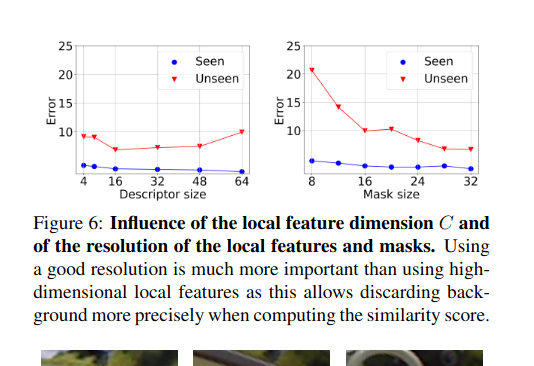 25
20
15
10
Error
Seen
Unseen
4 16 32 48 64
Descriptor size
25
20
15
10
Error
Seen
Unseen
8 16 24 32
Mask size
Figure 6: Influence of the local feature dimension C and
of the resolution of the local features and masks. Using
a good resolution is much more important than using high-
dimensional local features as this allows discarding back-
ground more precisely when computing the similarity score.